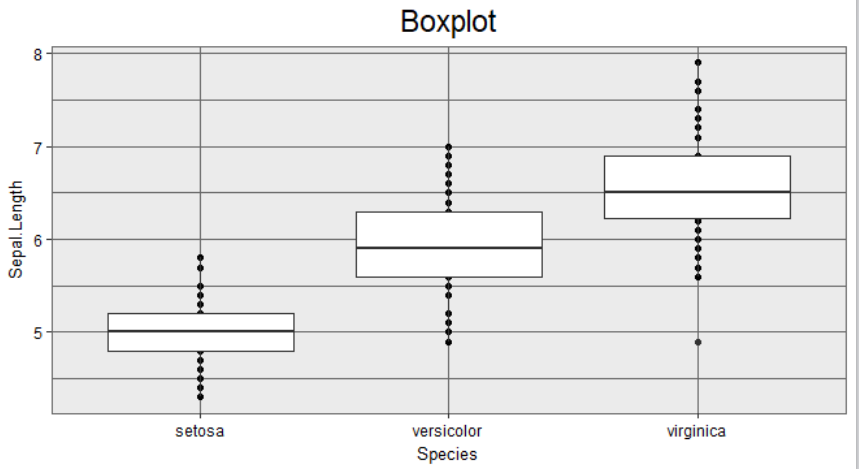 Boxplot
8
7
6
5
Sepal.Length
setosa versicolor virginica
Species